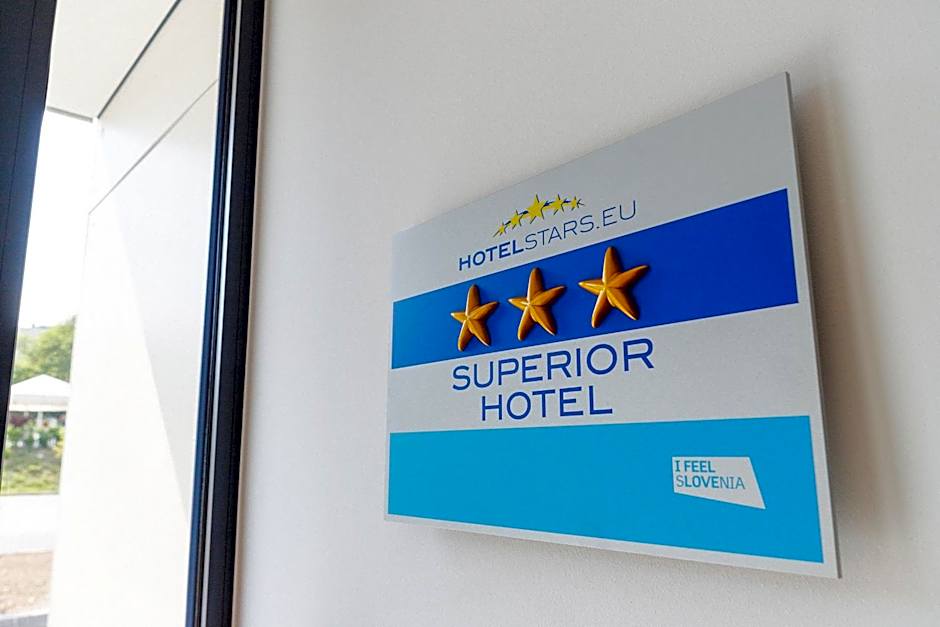 HOTELSTARS.EU
SUPERIOR
HOTEL
I FEEL
SLOVENIA